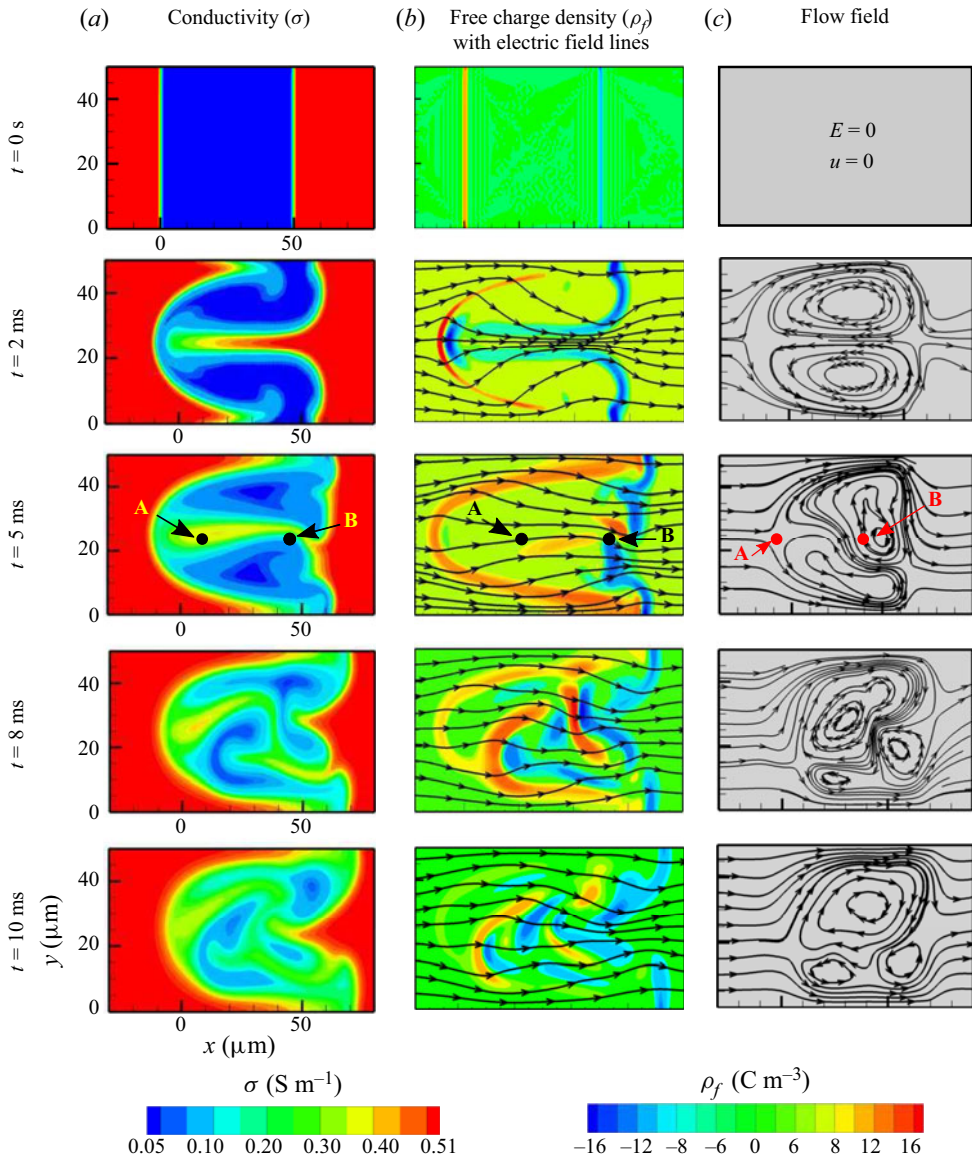 (a) Conductivity (σ)
(b) Free charge density (ρf)
with electric field lines
(c) Flow field
t = 0 s
40
20
0
0
50
E = 0
u = 0
t = 2 ms
40
20
0
0
50
t = 5 ms
40
20
0
0
50
A
B
A
B
A
B
t = 8 ms
40
20
0
0
50
t = 10 ms
y (μm)
40
20
0
0
50
x (μm)
σ (S m–1)
0.05 0.10 0.20 0.30 0.40 0.51
ρf (C m–3)
–16 –12 –8 –4 0 4 8 12 16